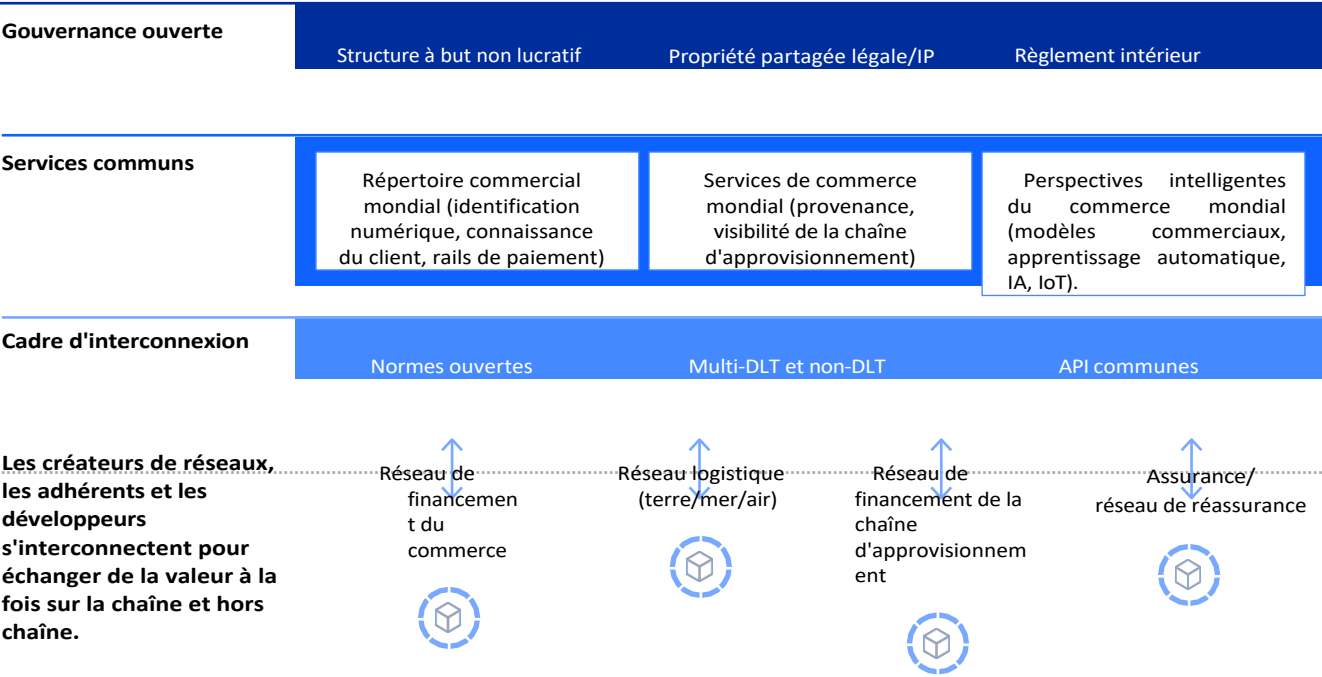 Gouvernance ouverte
Structure à but non lucratif
Propriété partagée légale/IP
Règlement intérieur
Services communs
Répertoire commercial
mondial (identification
numérique, connaissance
du client, rails de paiement)
Services de commerce
mondial (provenance,
visibilité de la chaîne
d'approvisionnement)
Perspectives intelligentes
du commerce mondial
(modèles commerciaux,
apprentissage automatique,
IA, IoT).
Cadre d'interconnexion
Normes ouvertes
Multi-DLT et non-DLT
API communes
Les créateurs de réseaux,
les adhérents et les
développeurs
s'interconnectent pour
échanger de la valeur à la
fois sur la chaîne et hors
chaîne.
Réseau de
financemen
t du
commerce
Réseau logistique
(terre/mer/air)
Réseau de
financement de la
chaîne
d'approvisionnem
ent
Assurance/
réseau de réassurance